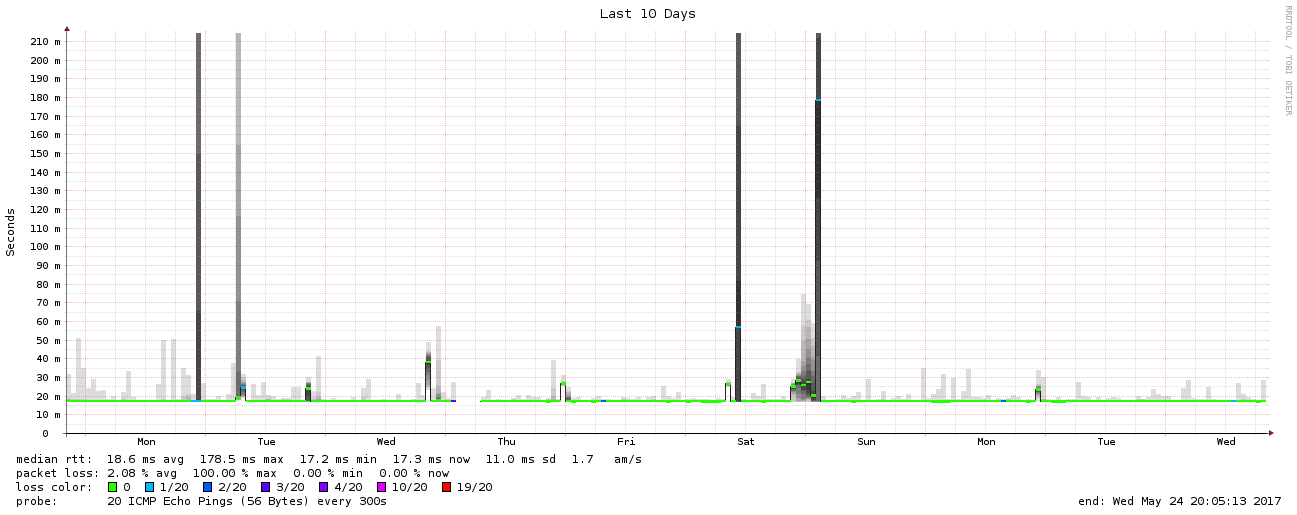 Last 10 Days
RRDTOOL / TOBI OETIKER
Seconds
210 m
200 m
190 m
180 m
170 m
160 m
150 m
140 m
130 m
120 m
110 m
100 m
90 m
80 m
70 m
60 m
50 m
40 m
30 m
20 m
10 m
0
Mon Tue Wed Thu Fri Sat Sun Mon Tue Wed
median rtt: 18.6 ms avg 178.5 ms max 17.2 ms min 17.3 ms now 11.0 ms sd 1.7 am/s
packet loss: 2.08 % avg 100.00 % max 0.00 % min 0.00 % now
loss color: 0 1/20 2/20 3/20 4/20 10/20 19/20
probe: 20 ICMP Echo Pings (56 Bytes) every 300s end: Wed May 24 20:05:13 2017